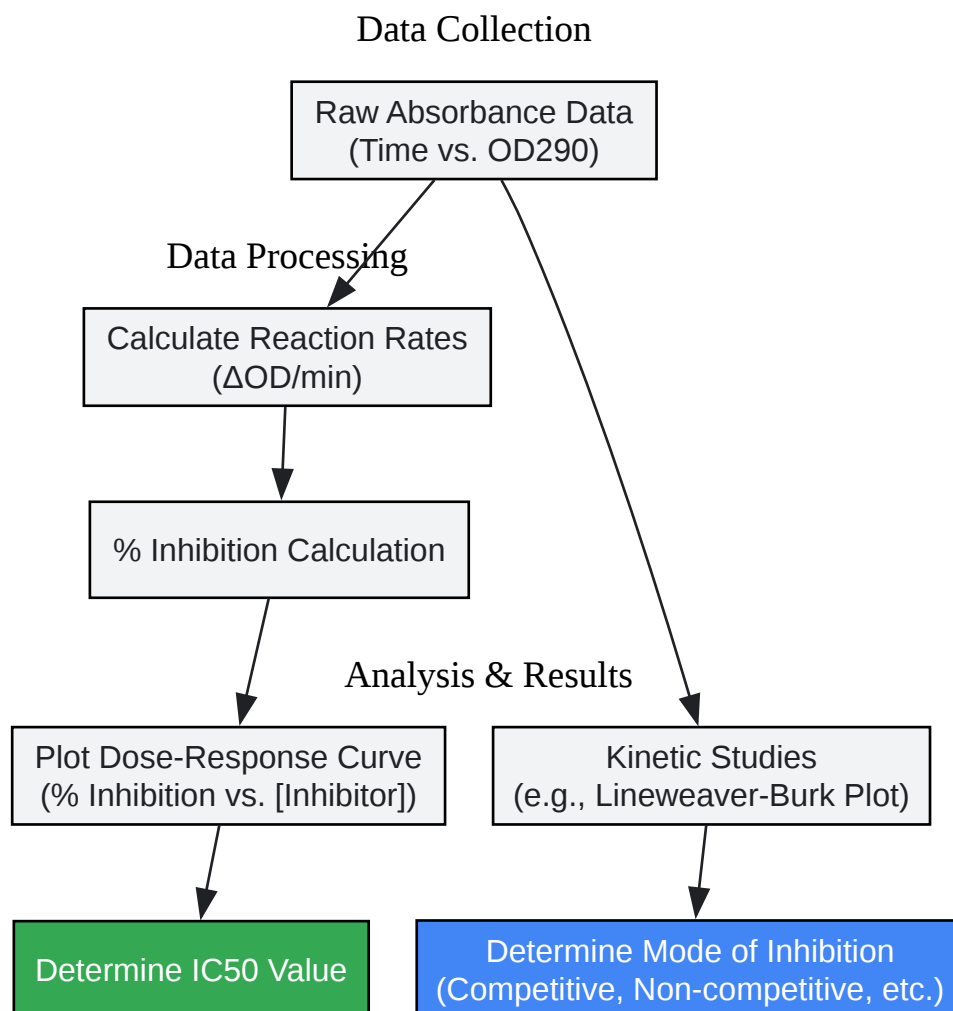 Data Collection
Raw Absorbance Data
(Time vs. OD290)
Data Processing
Calculate Reaction Rates
(ΔOD/min)
% Inhibition Calculation
Analysis & Results
Plot Dose-Response Curve
(% Inhibition vs. [Inhibitor])
Kinetic Studies
(e.g., Lineweaver-Burk Plot)
Determine IC50 Value
Determine Mode of Inhibition
(Competitive, Non-competitive, etc.)